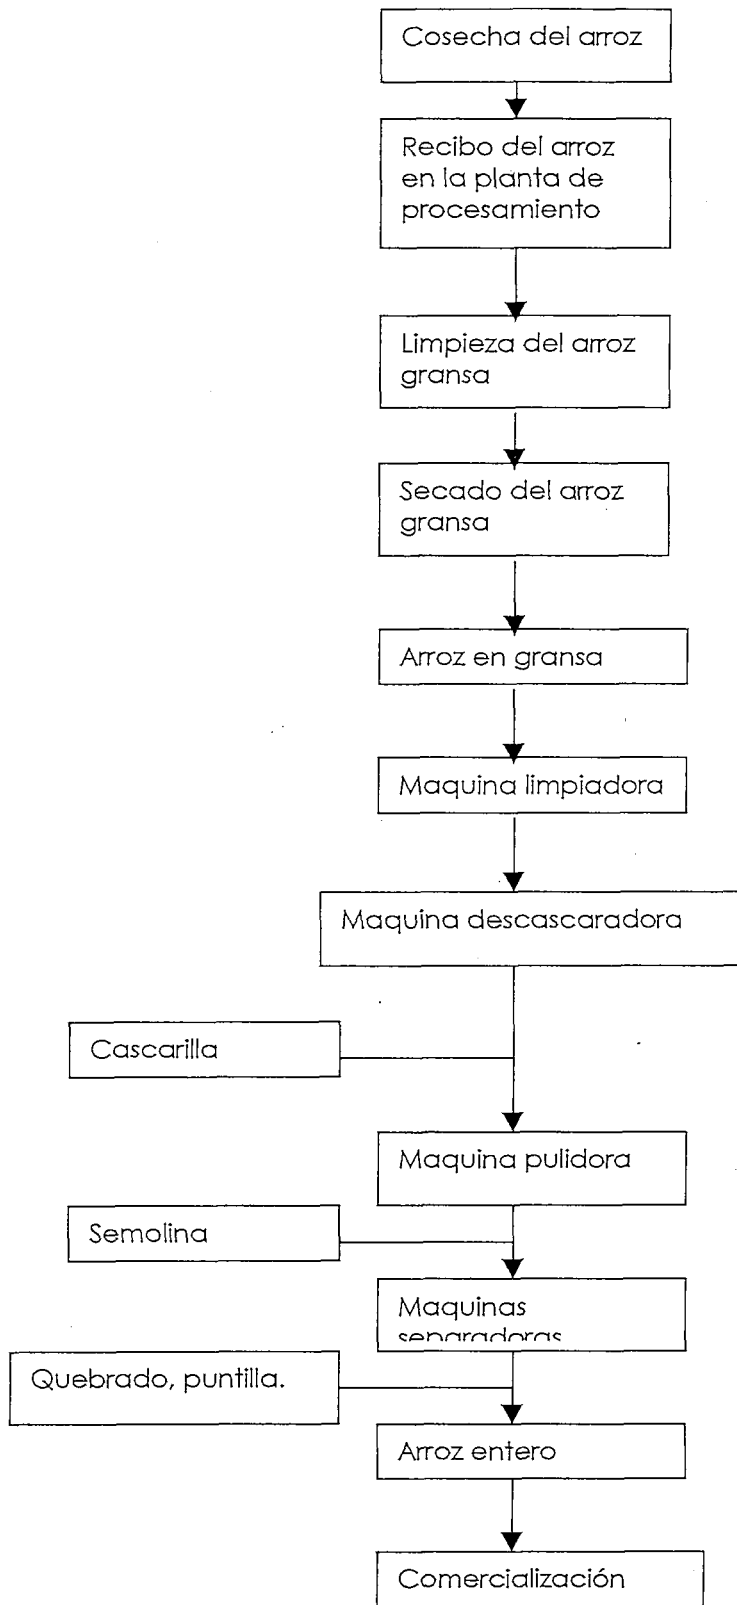 Cosecha del arroz
Recibo del arroz
en la planta de
procesamiento
Limpieza del arroz
gransa
Secado del arroz
gransa
Arroz en gransa
Maquina limpiadora
Maquina descascaradora
Cascarilla
Maquina pulidora
Semolina
Maquinas
separadoras
Quebrado, puntilla.
Arroz entero
Comercialización